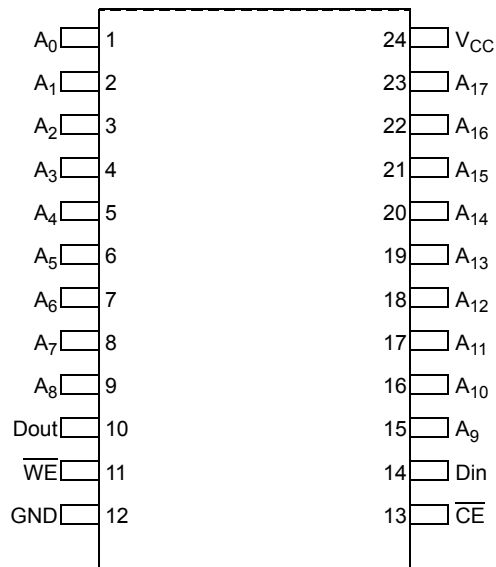 A0 1 24 VCC
A1 2 23 A17
A2 3 22 A16
A3 4 21 A15
A4 5 20 A14
A5 6 19 A13
A6 7 18 A12
A7 8 17 A11
A8 9 16 A10
Dout 10 15 A9
WE 11 14 Din
GND 12 13 CE